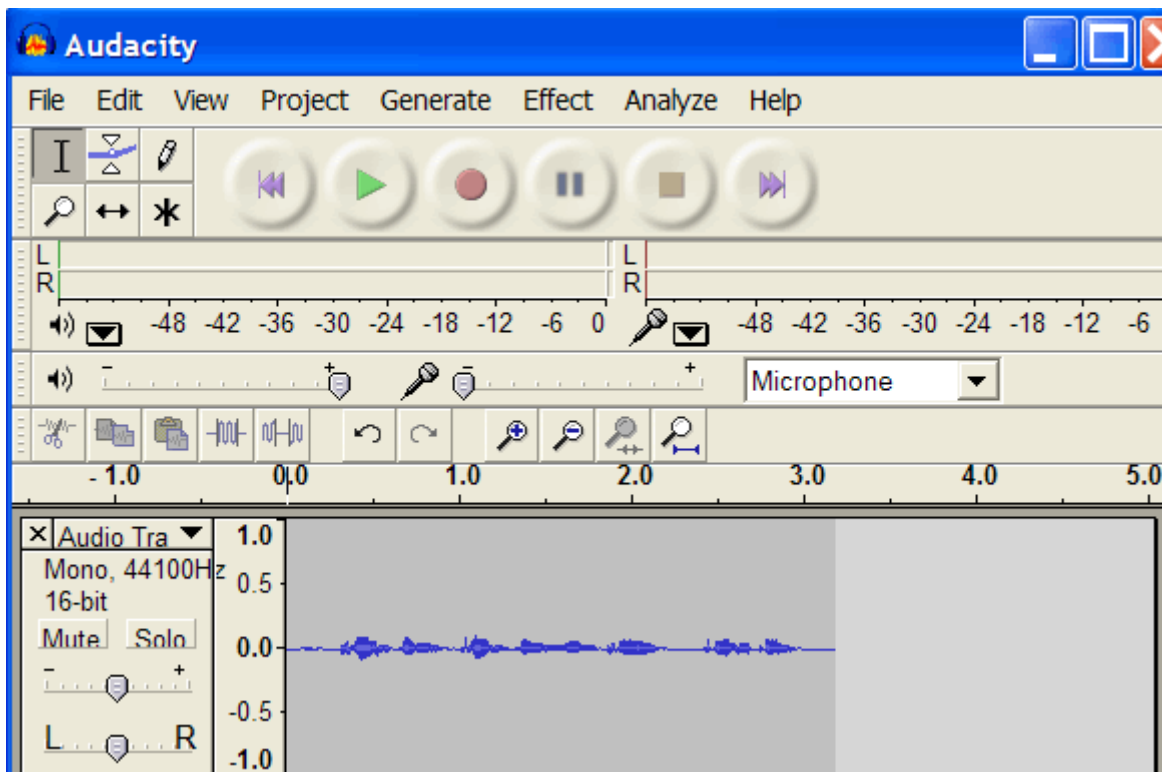 Audacity
File Edit View Project Generate Effect Analyze Help
L L
R R
-48 -42 -36 -30 -24 -18 -12 -6 0 -48 -42 -36 -30 -24 -18 -12 -6
- + - + Microphone
- 1.0 0.0 1.0 2.0 3.0 4.0 5.0
× Audio Tra 1.0
Mono, 44100Hz
0.5
16-bit
Mute Solo
0.0
- +
-0.5
L R
-1.0